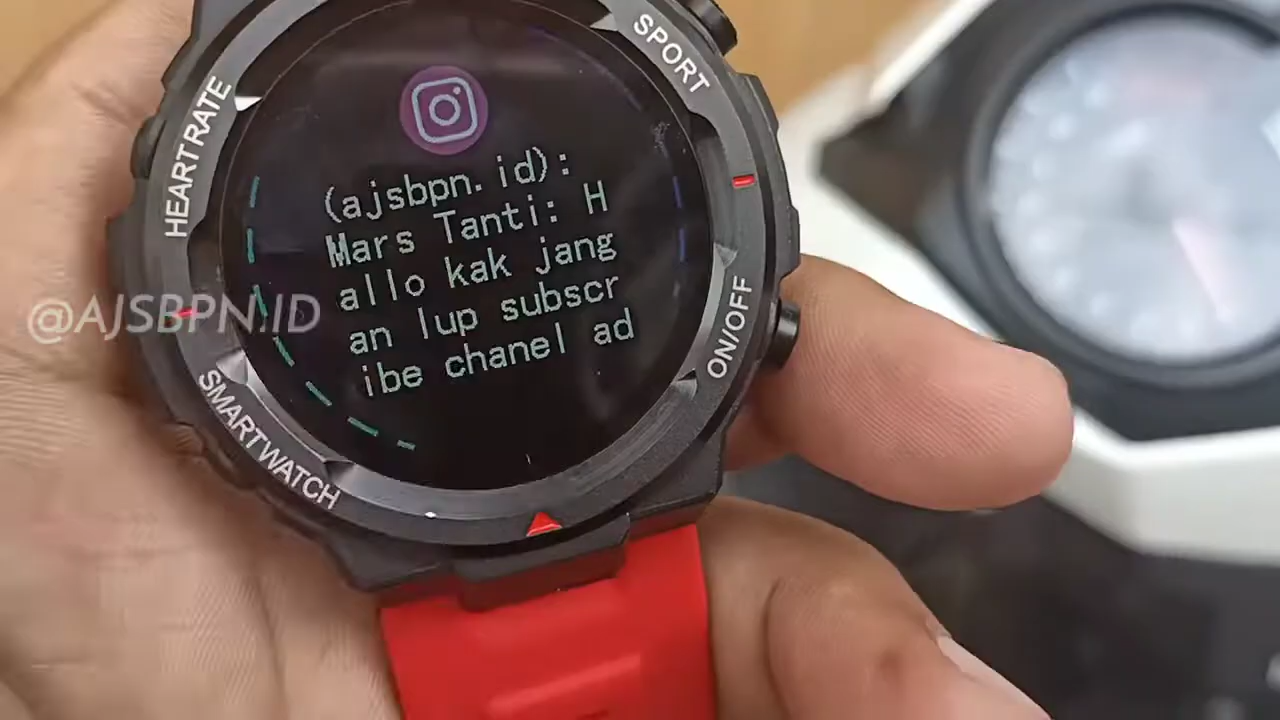 SPORT
HEARTRATE
(ajsbpn.id):
Mars Tanti: H
allo kak jang
an lup subscr
ibe chanel ad
ON/OFF
@AJSBPN.ID
SMARTWATCH